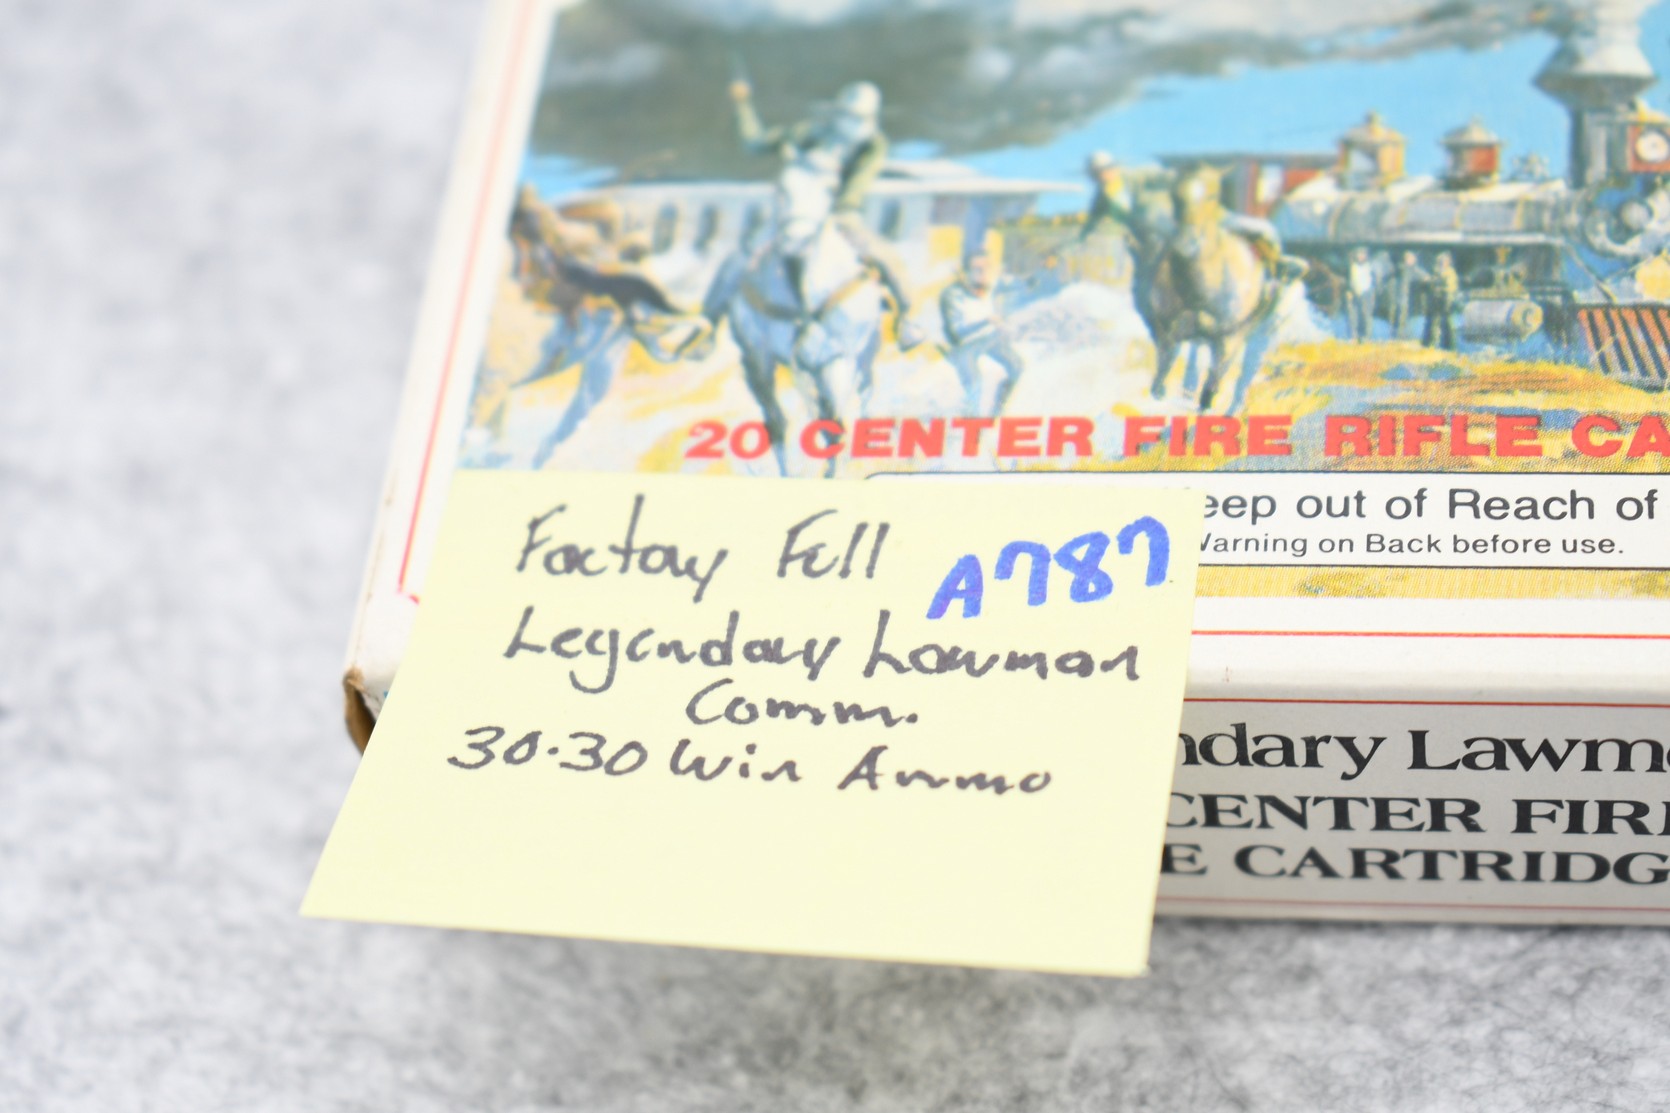 20 CENTER FIRE RIFLE CA
eep out of Reach of
Warning on Back before use.
Factory Full A787
Legendary Lawman
Comm.
30-30 Win Ammo
ndary Lawm
CENTER FIR
E CARTRIDG